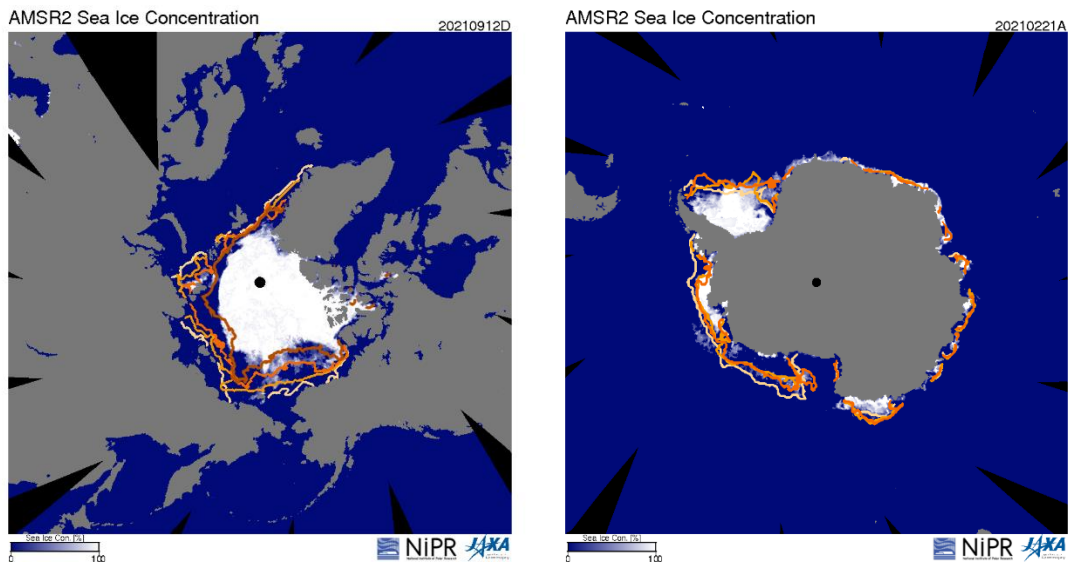 AMSR2 Sea Ice Concentration
20210912D
Sea Ice Con. [%]
0 100
NiPR
JAXA
AMSR2 Sea Ice Concentration
20210221A
Sea Ice Con. [%]
0 100
NiPR
JAXA